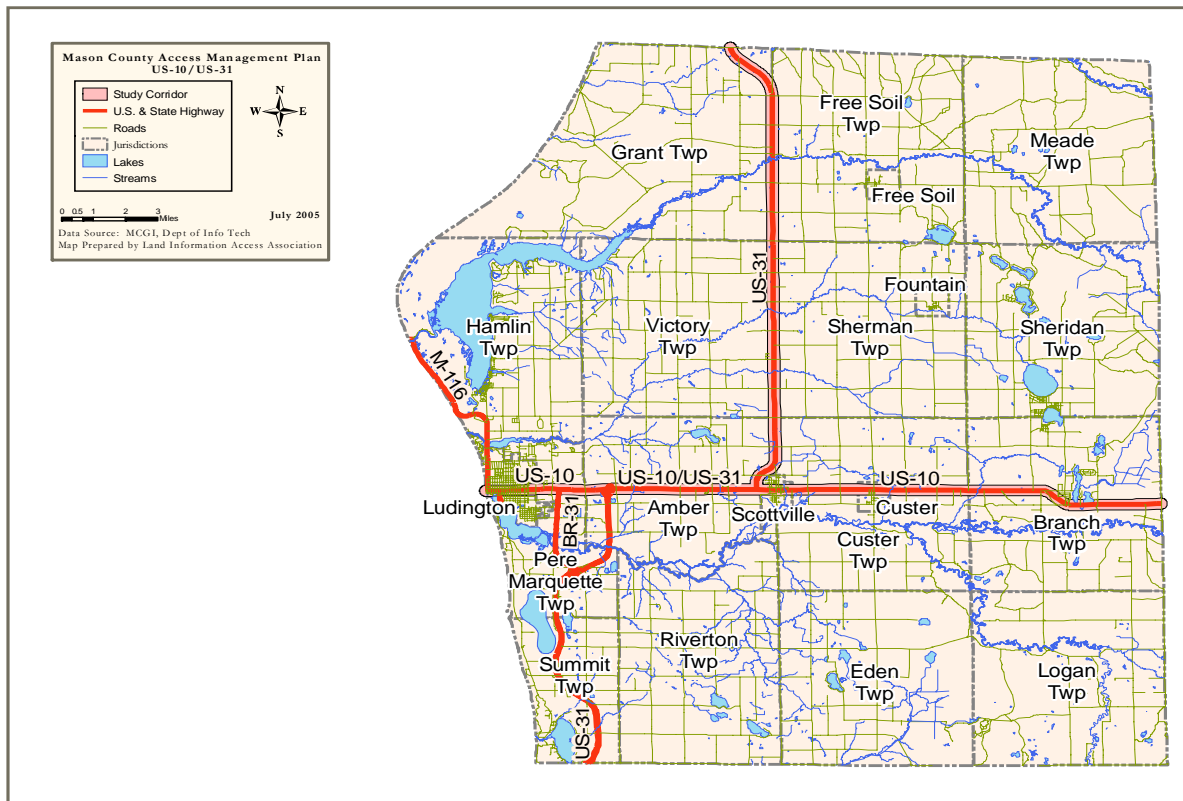 Mason County Access Management Plan
US-10/US-31
Study Corridor
U.S. & State Highway
Roads
Jurisdictions
Lakes
Streams
N
W E
S
0 0.5 1 2 3
Miles
July 2005
Data Source: MCGI, Dept of Info Tech
Map Prepared by Land Information Access Association
Free Soil
Twp
Grant Twp
Meade
Twp
Free Soil
US-31
Fountain
Hamlin
Twp
Victory
Twp
Sherman
Twp
Sheridan
Twp
M-116
US-10
US-10/US-31
US-10
Ludington
BR-31
Amber
Twp
Scottville
Custer
Branch
Twp
Custer
Twp
Pere
Marquette
Twp
Riverton
Twp
Summit
Twp
Eden
Twp
Logan
Twp
US-31